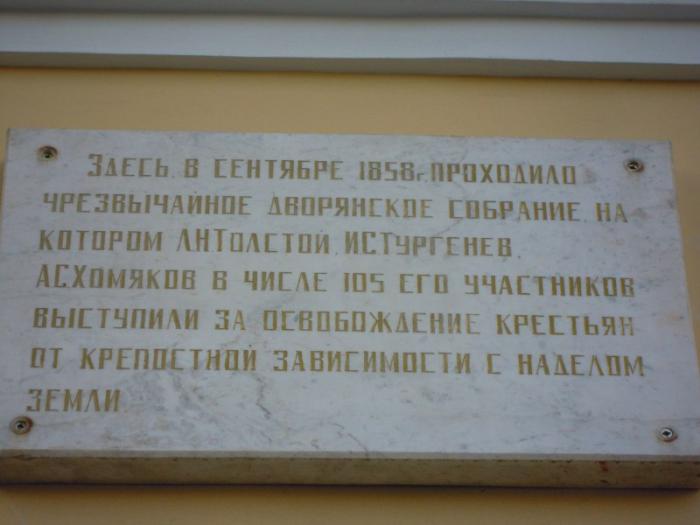 Здесь, в сентябре 1858г. проходило
чрезвычайное дворянское собрание, на
котором Л.Н.Толстой, И.С.Тургенев,
А.С.Хомяков в числе 105 его участников
выступили за освобождение крестьян
от крепостной зависимости с наделом
земли